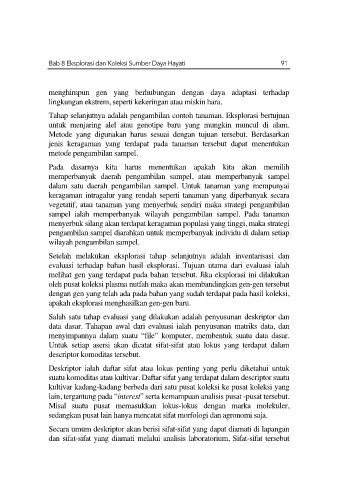 Bab 8 Eksplorasi dan Koleksi Sumber Daya Hayati 91
menghimpun gen yang berhubungan dengan daya adaptasi terhadap
lingkungan ekstrem, seperti kekeringan atau miskin hara.
Tahap selanjutnya adalah pengambilan contoh tanaman. Eksplorasi bertujuan
untuk menjaring alel atau genotipe baru yang mungkin muncul di alam.
Metode yang digunakan harus sesuai dengan tujuan tersebut. Berdasarkan
jenis keragaman yang terdapat pada tanaman tersebut dapat menentukan
metode pengambilan sampel.
Pada dasarnya kita harus menentukan apakah kita akan memilih
memperbanyak daerah pengambilan sampel, atau memperbanyak sampel
dalam satu daerah pengambilan sampel. Untuk tanaman yang mempunyai
keragaman intragalur yang rendah seperti tanaman yang diperbanyak secara
vegetatif, atau tanaman yang menyerbuk sendiri maka strategi pengambilan
sampel ialah memperbanyak wilayah pengambilan sampel. Pada tanaman
menyerbuk silang akan terdapat keragaman populasi yang tinggi, maka strategi
pengambilan sampel diarahkan untuk memperbanyak individu di dalam setiap
wilayah pengambilan sampel.
Setelah melakukan eksplorasi tahap selanjutnya adalah inventarisasi dan
evaluasi terhadap bahan hasil eksplorasi. Tujuan utama dari evaluasi ialah
melihat gen yang terdapat pada bahan tersebut. Jika eksplorasi ini dilakukan
oleh pusat koleksi plasma nutfah maka akan membandingkan gen-gen tersebut
dengan gen yang telah ada pada bahan yang sudah terdapat pada hasil koleksi,
apakah eksplorasi menghasilkan gen-gen baru.
Salah satu tahap evaluasi yang dilakukan adalah penyusunan deskriptor dan
data dasar. Tahapan awal dari evaluasi ialah penyusunan matriks data, dan
menyimpannya dalam suatu "file" komputer, membentuk suatu data dasar.
Untuk setiap asersi akan dicatat sifat-sifat atau lokus yang terdapat dalam
descriptor komoditas tersebut.
Deskriptor ialah daftar sifat atau lokus penting yang perlu diketahui untuk
suatu komoditas atau kultivar. Daftar sifat yang terdapat dalam descriptor suatu
kultivar kadang-kadang berbeda dari satu pusat koleksi ke pusat koleksi yang
lain, tergantung pada "interest" serta kemampuan analisis pusat -pusat tersebut.
Misal suatu pusat memasukkan lokus-lokus dengan marka molekuler,
sedangkan pusat lain hanya mencatat sifat morfologi dan agronomi saja.
Secara umum deskriptor akan berisi sifat-sifat yang dapat diamati di lapangan
dan sifat-sifat yang diamati melalui analisis laboratorium. Sifat-sifat tersebut